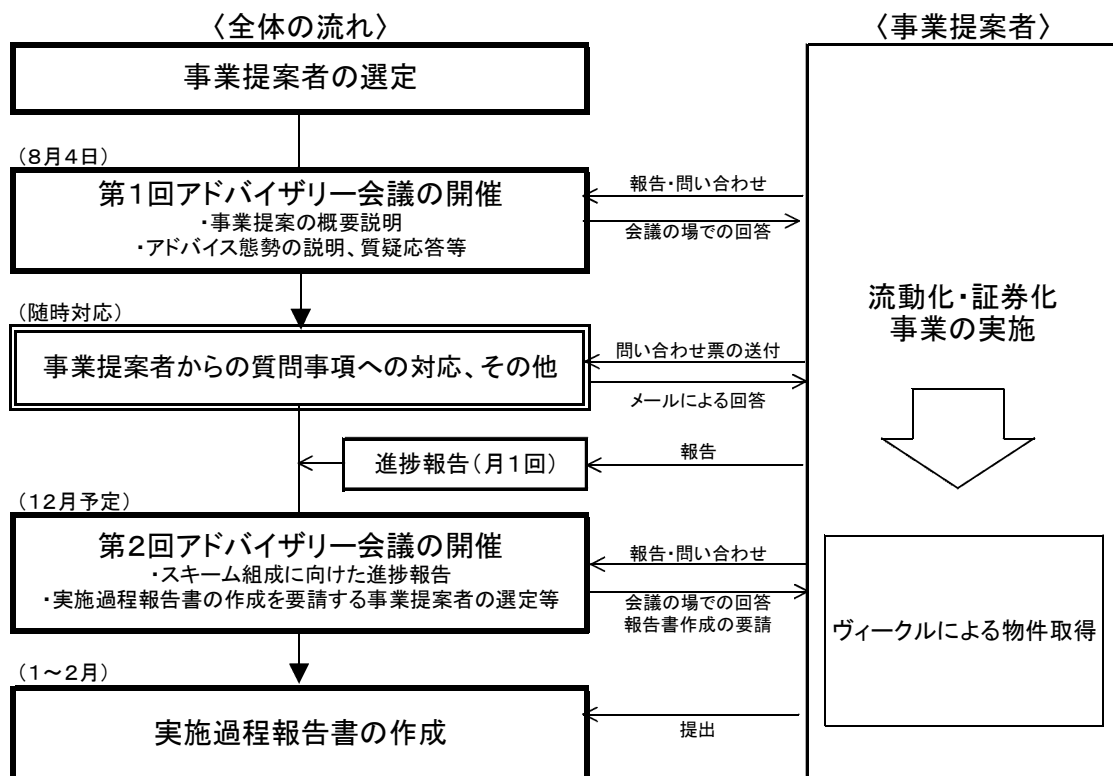 〈全体の流れ〉
〈事業提案者〉
事業提案者の選定
（８月４日）
第１回アドバイザリー会議の開催
・事業提案の概要説明
・アドバイス態勢の説明、質疑応答等
報告・問い合わせ
会議の場での回答
流動化・証券化
事業の実施
（随時対応）
事業提案者からの質問事項への対応、その他
問い合わせ票の送付
メールによる回答
進捗報告（月１回）
報告
（１２月予定）
第２回アドバイザリー会議の開催
・スキーム組成に向けた進捗報告
・実施過程報告書の作成を要請する事業提案者の選定等
報告・問い合わせ
会議の場での回答
報告書作成の要請
ヴィークルによる物件取得
（１～２月）
実施過程報告書の作成
提出